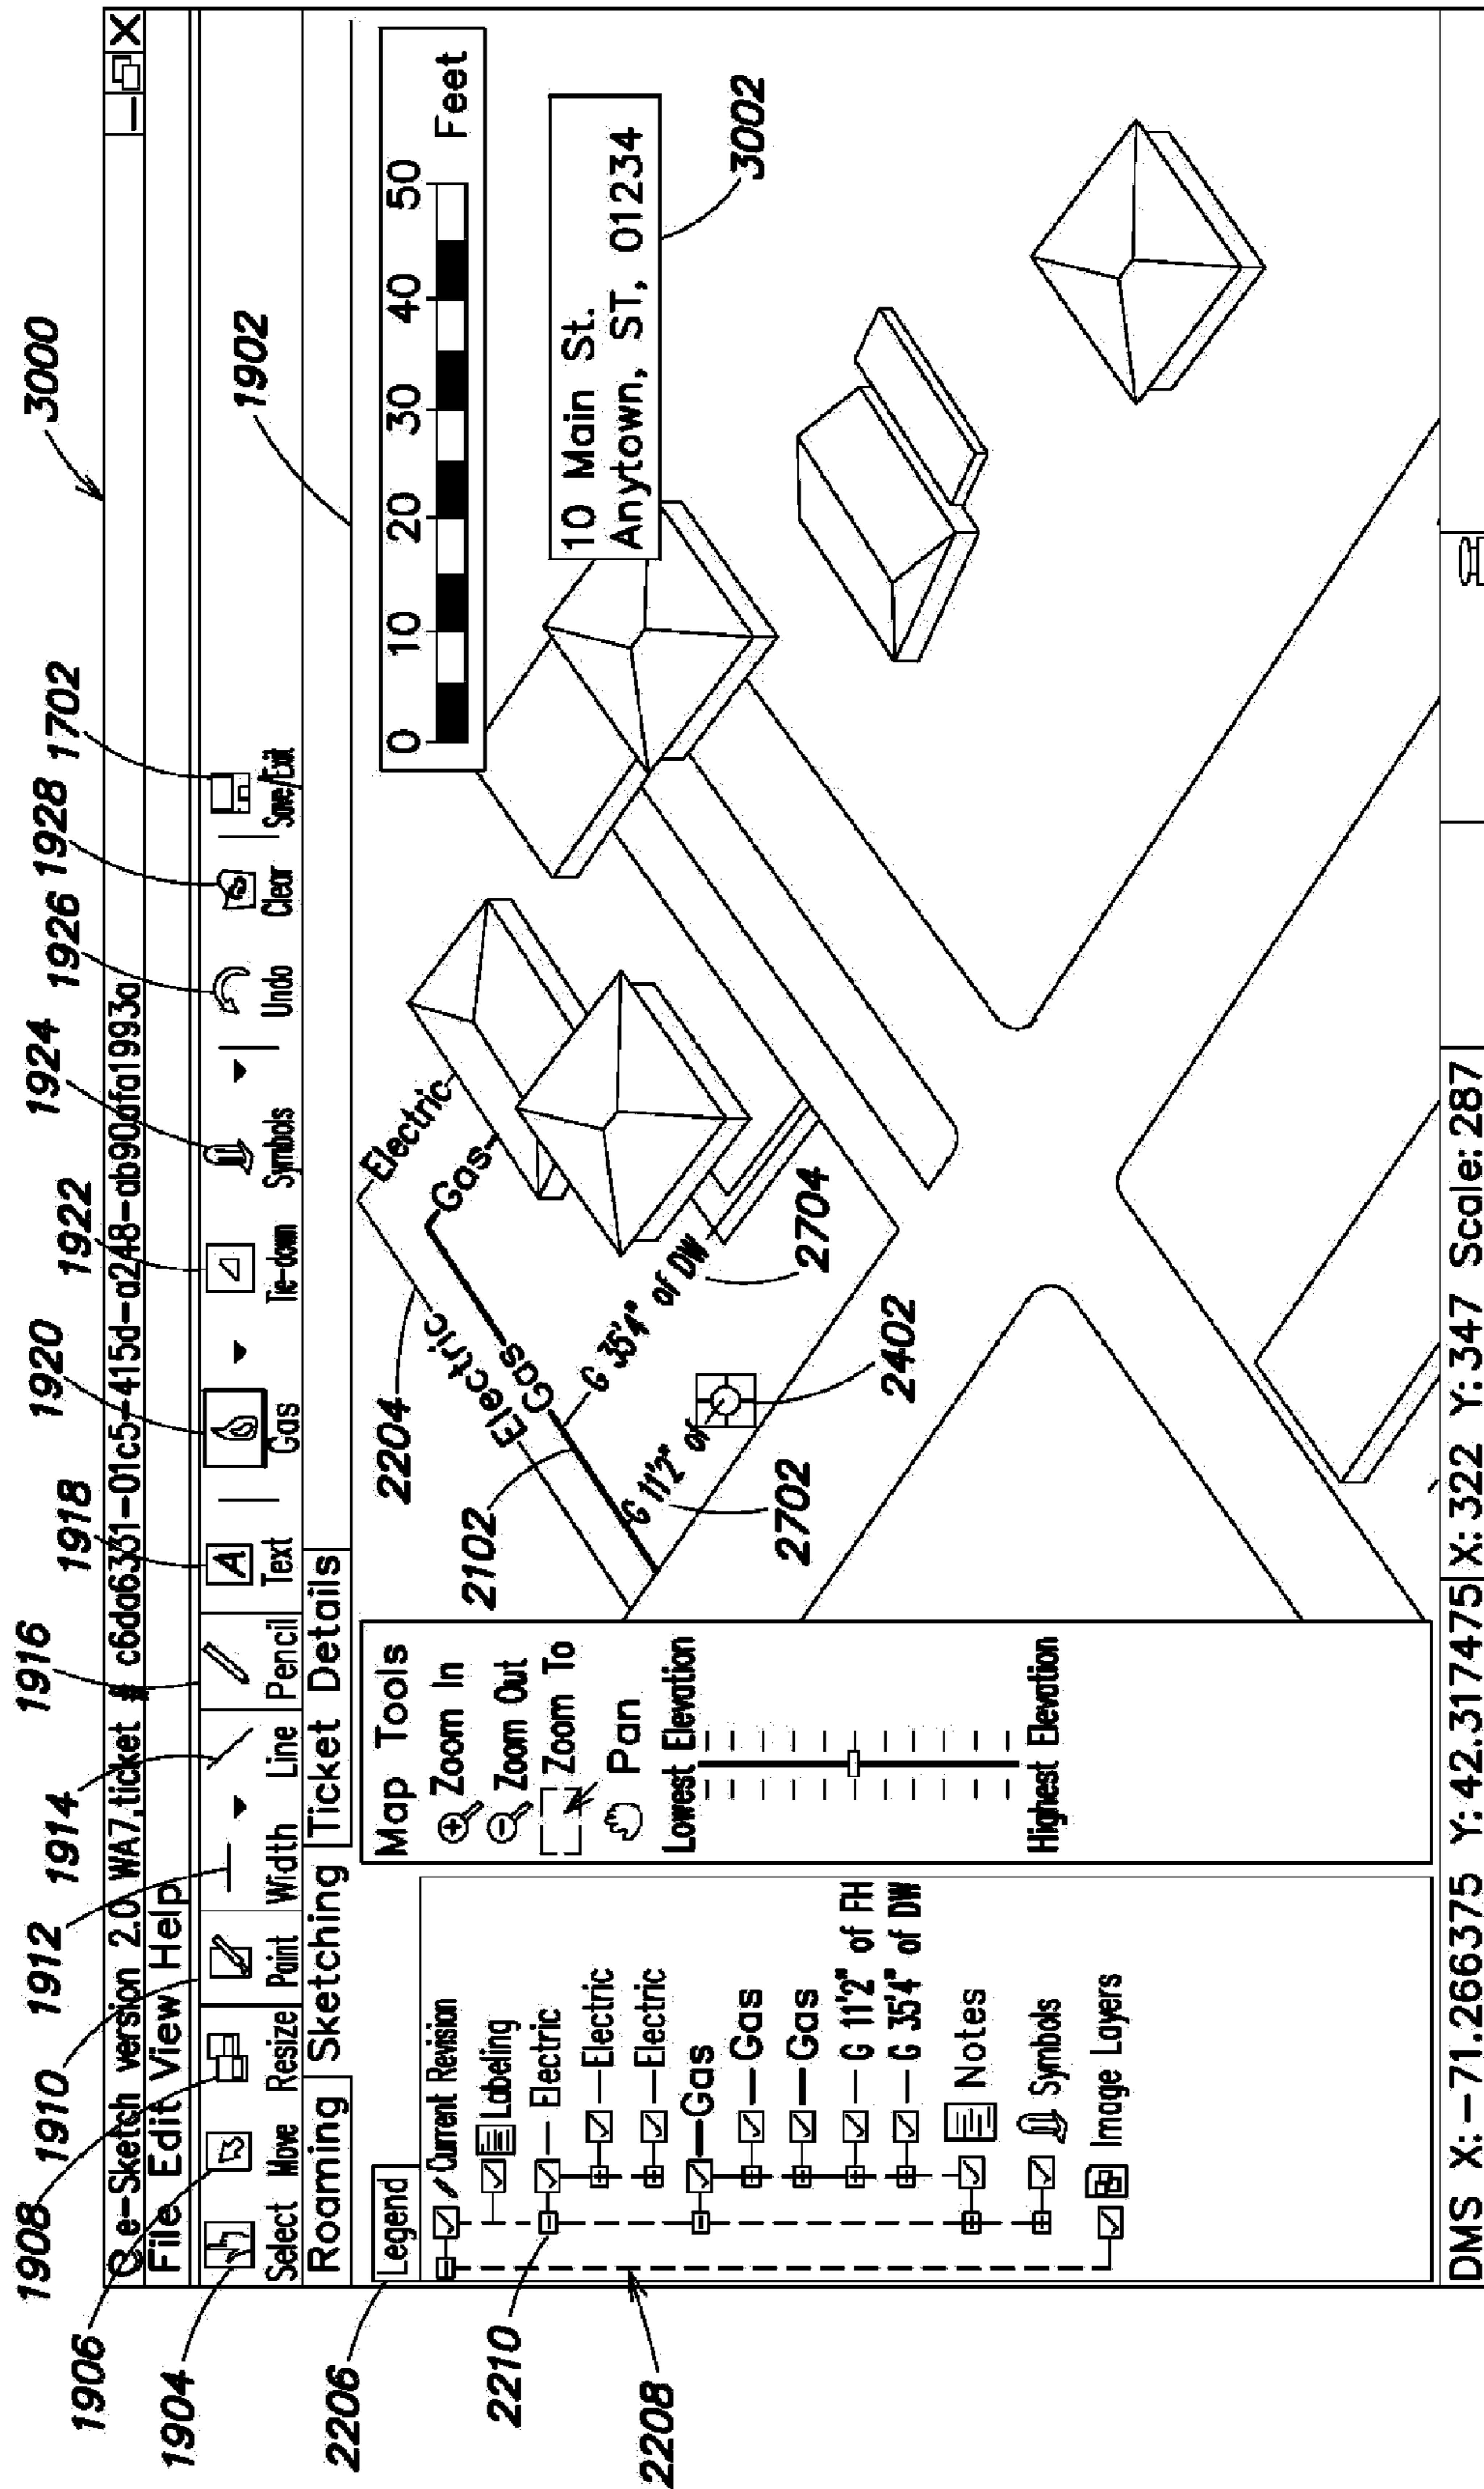 3000
1902
1908
1906
1904
1910
1912
1914
1916
1918
1920
1922
1924
1926
1928
1702
e-Sketch version 2.0 WA7,ticket # c6da6331-01c5-415d-a248-ab90afa1993a
File Edit View Help
Select Move Resize Paint Width Line Pencil Text Gas Tie-down Symbols Undo Clear Save/Exit
Roaming Sketching Ticket Details
2206
2210
2208
Legend
Current Revision
Labeling
Electric
Electric
Electric
Gas
Gas
Gas
G 11'2" of FH
G 35'4" of DW
Notes
Symbols
Image Layers
Map Tools
Zoom In
Zoom Out
Zoom To
Pan
Lowest Elevation
Highest Elevation
2204
2102
Electric
Electric
Electric
Gas
Gas
Gas
G 35'4" of DW
G 11'2" of
2702
2704
2402
0 10 20 30 40 50
Feet
10 Main St.
Anytown, ST, 01234
3002
DMS X:-71.266375 Y:42.317475 X:322 Y:347 Scale:287